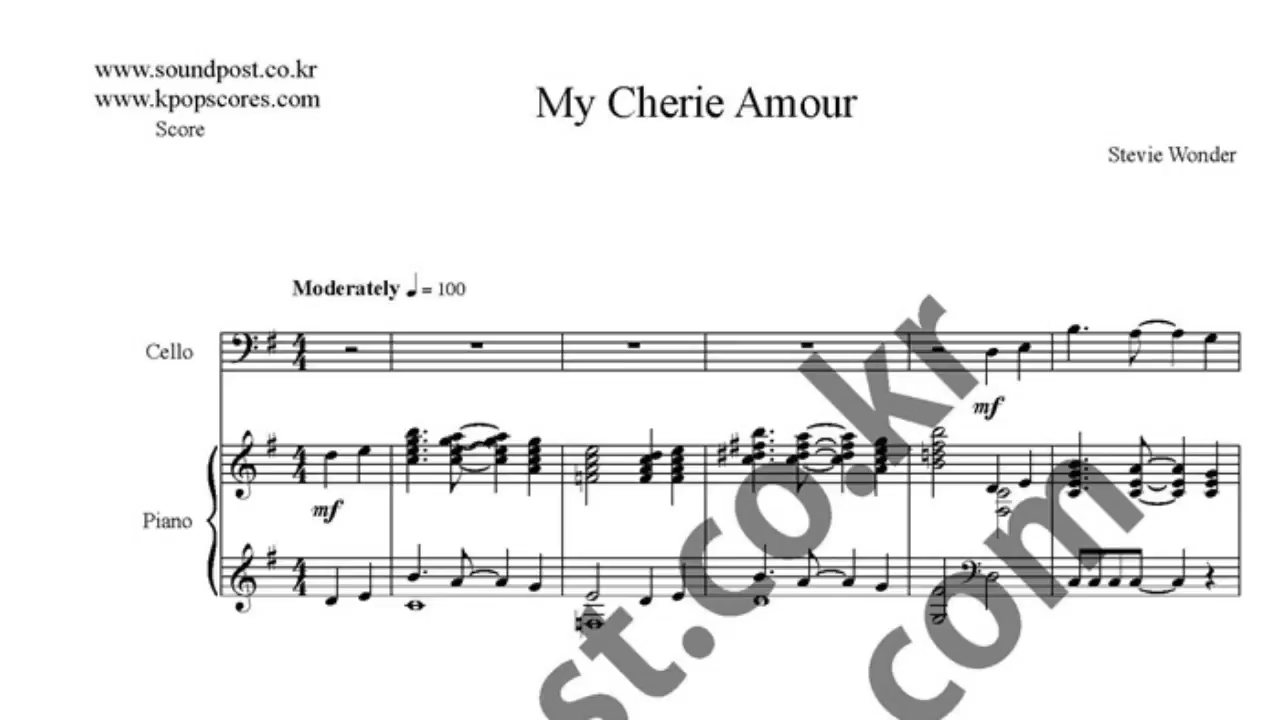 www.soundpost.co.kr
www.kpopscores.com
Score
My Cherie Amour
Stevie Wonder
Moderately ♩= 100
Cello
mf
Piano
mf
st.co.kr
com